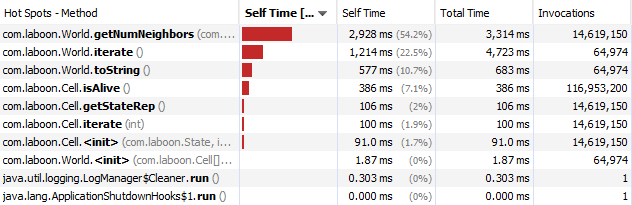 Hot Spots - Method Self Time [... Self Time Total Time Invocations
com.laboon.World.getNumNeighbors (com.... 2,928 ms (54.2%) 3,314 ms 14,619,150
com.laboon.World.iterate () 1,214 ms (22.5%) 4,723 ms 64,974
com.laboon.World.toString () 577 ms (10.7%) 683 ms 64,974
com.laboon.Cell.isAlive () 386 ms (7.1%) 386 ms 116,953,200
com.laboon.Cell.getStateRep () 106 ms (2%) 106 ms 14,619,150
com.laboon.Cell.iterate (int) 100 ms (1.9%) 100 ms 14,619,150
com.laboon.Cell.<init> (com.laboon.State, i... 91.0 ms (1.7%) 91.0 ms 14,619,150
com.laboon.World.<init> (com.laboon.Cell[]... 1.87 ms (0%) 1.87 ms 64,974
java.util.logging.LogManager$Cleaner.run () 0.303 ms (0%) 0.303 ms 1
java.lang.ApplicationShutdownHooks$1.run () 0.000 ms (0%) 0.000 ms 1